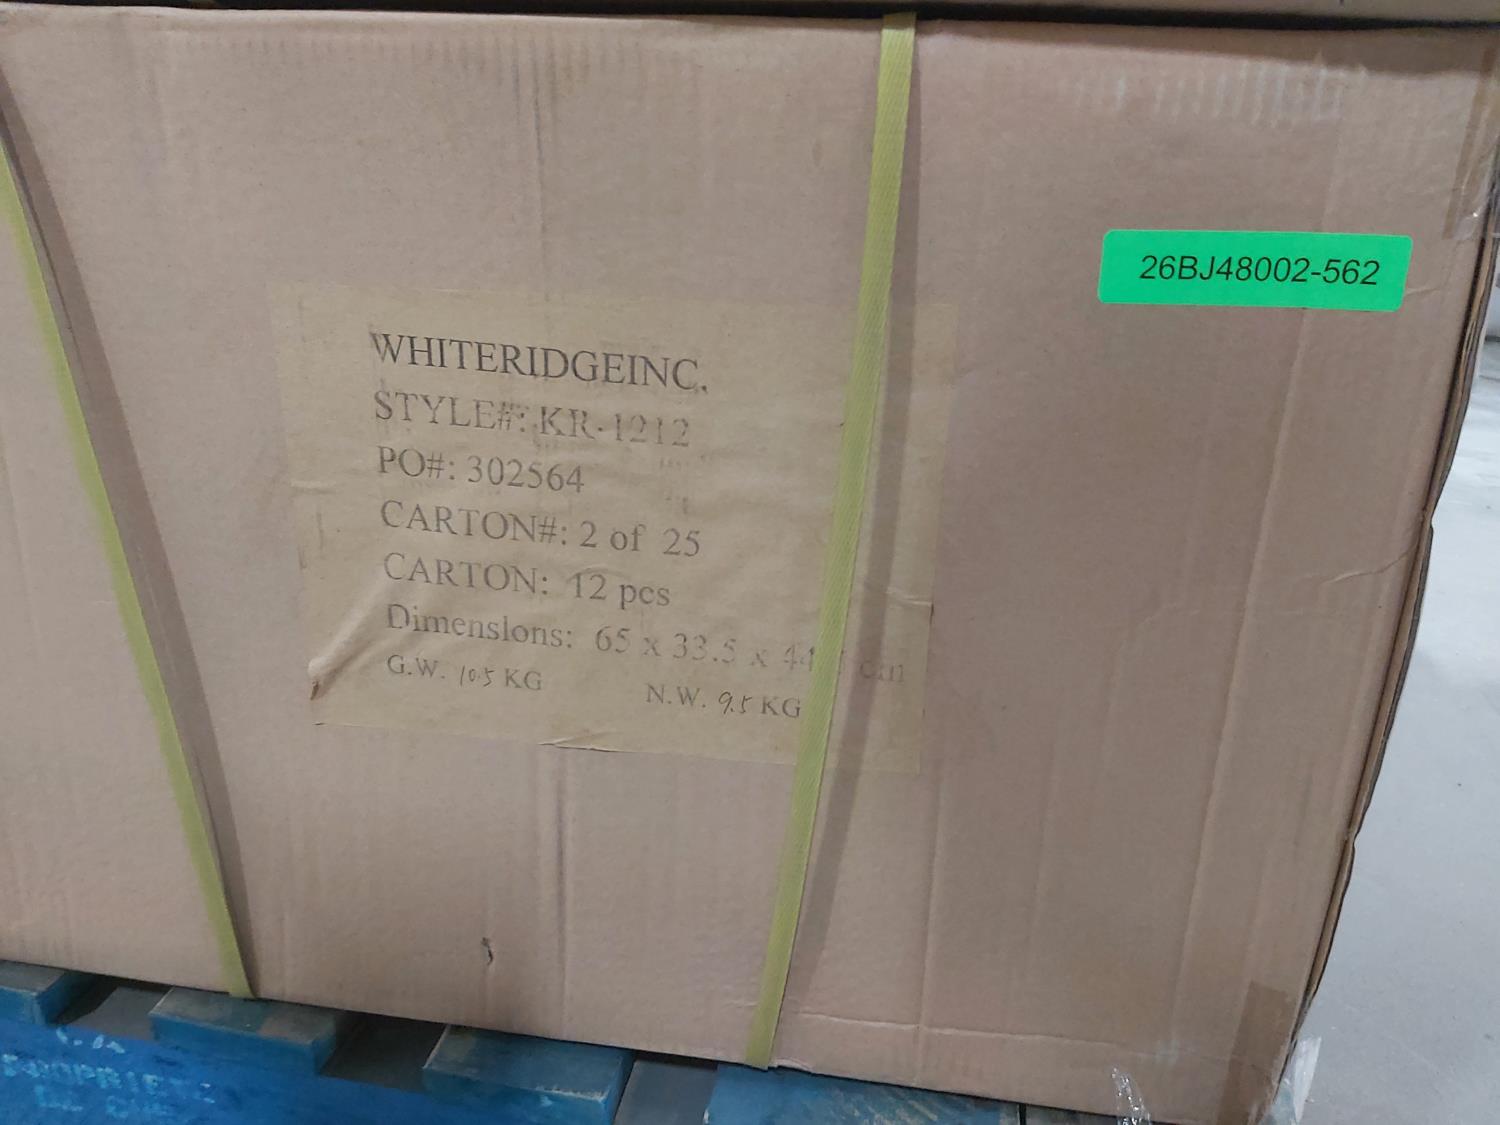 26BJ48002-562
WHITERIDGEINC.
STYLE#: KR-1212
PO#: 302564
CARTON#: 2 of 25
CARTON: 12 pcs
Dimensions: 65 x 33.5 x cm
G.W. 10.5 KG N.W. 9.5 KG